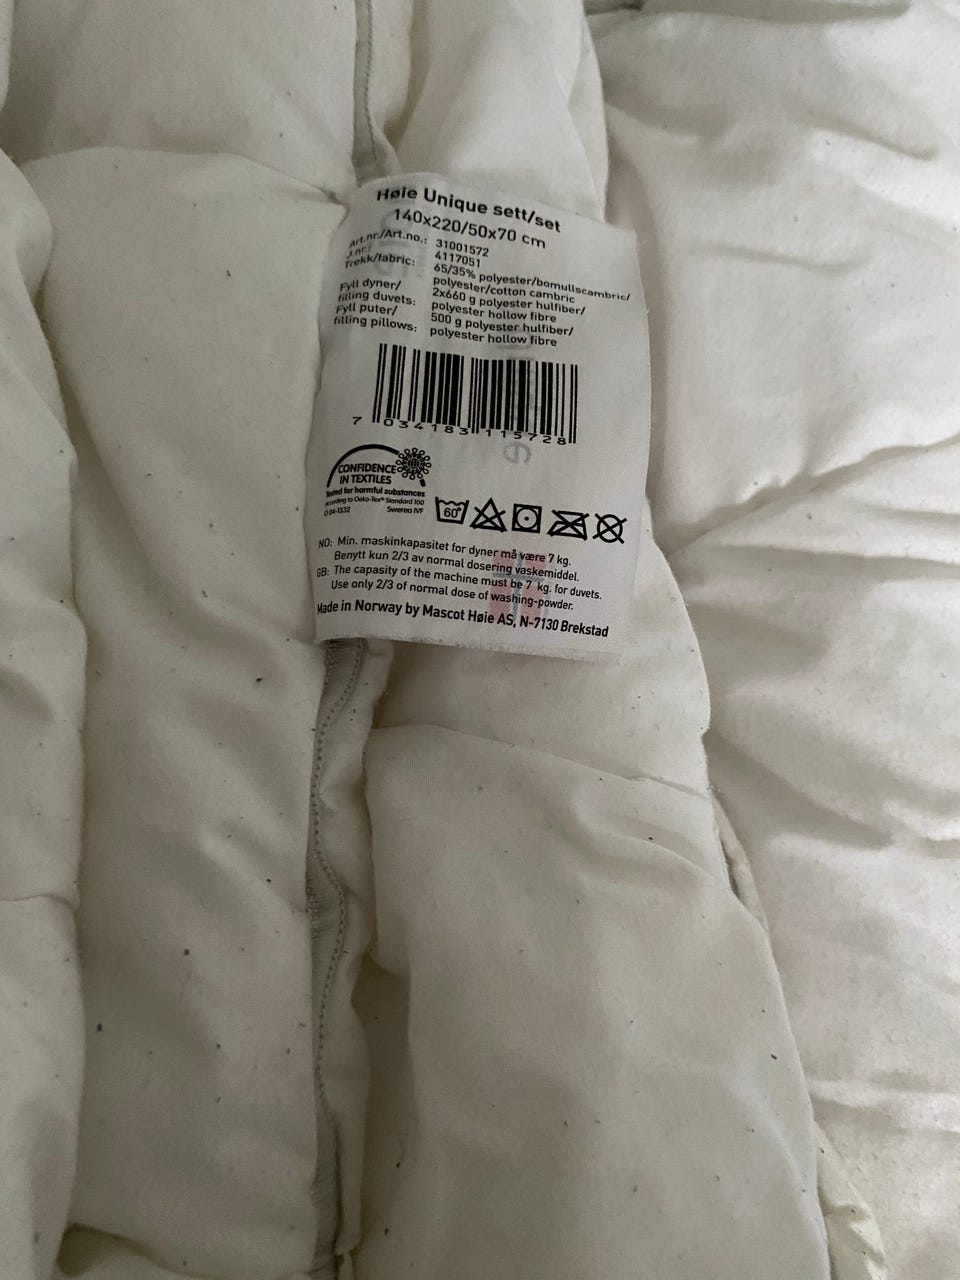 Høie Unique sett/set
140x220/50x70 cm
Art.nr./Art.no.: 31001572
J.nr.: 4117051
Trekk/fabric: 65/35% polyester/bomullscambric/
polyester/cotton cambric
Fyll dyner/ 2x660 g polyester hulfiber/
filling duvets: polyester hollow fibre
Fyll puter/ 500 g polyester hulfiber/
filling pillows: polyester hollow fibre
7 034183 115728
CONFIDENCE
IN TEXTILES
Tested for harmful substances
according to Oeko-Tex® Standard 100
0 04-1332 Swerea IVF
60°
NO: Min. maskinkapasitet for dyner må være 7 kg.
Benytt kun 2/3 av normal dosering vaskemiddel.
GB: The capacity of the machine must be 7 kg. for duvets.
Use only 2/3 of normal dose of washing-powder.
Made in Norway by Mascot Høie AS, N-7130 Brekstad